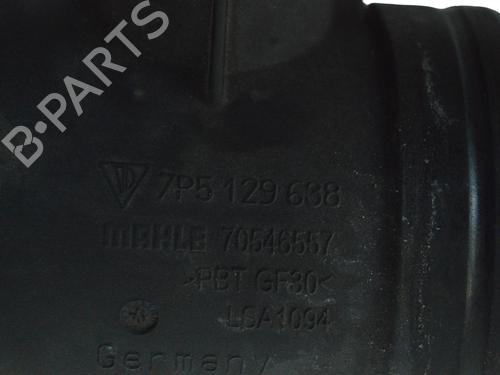 B-PARTS
7P5 129 638
MAHLE 70546557
>PBT GF30<
LSA1094
Germany